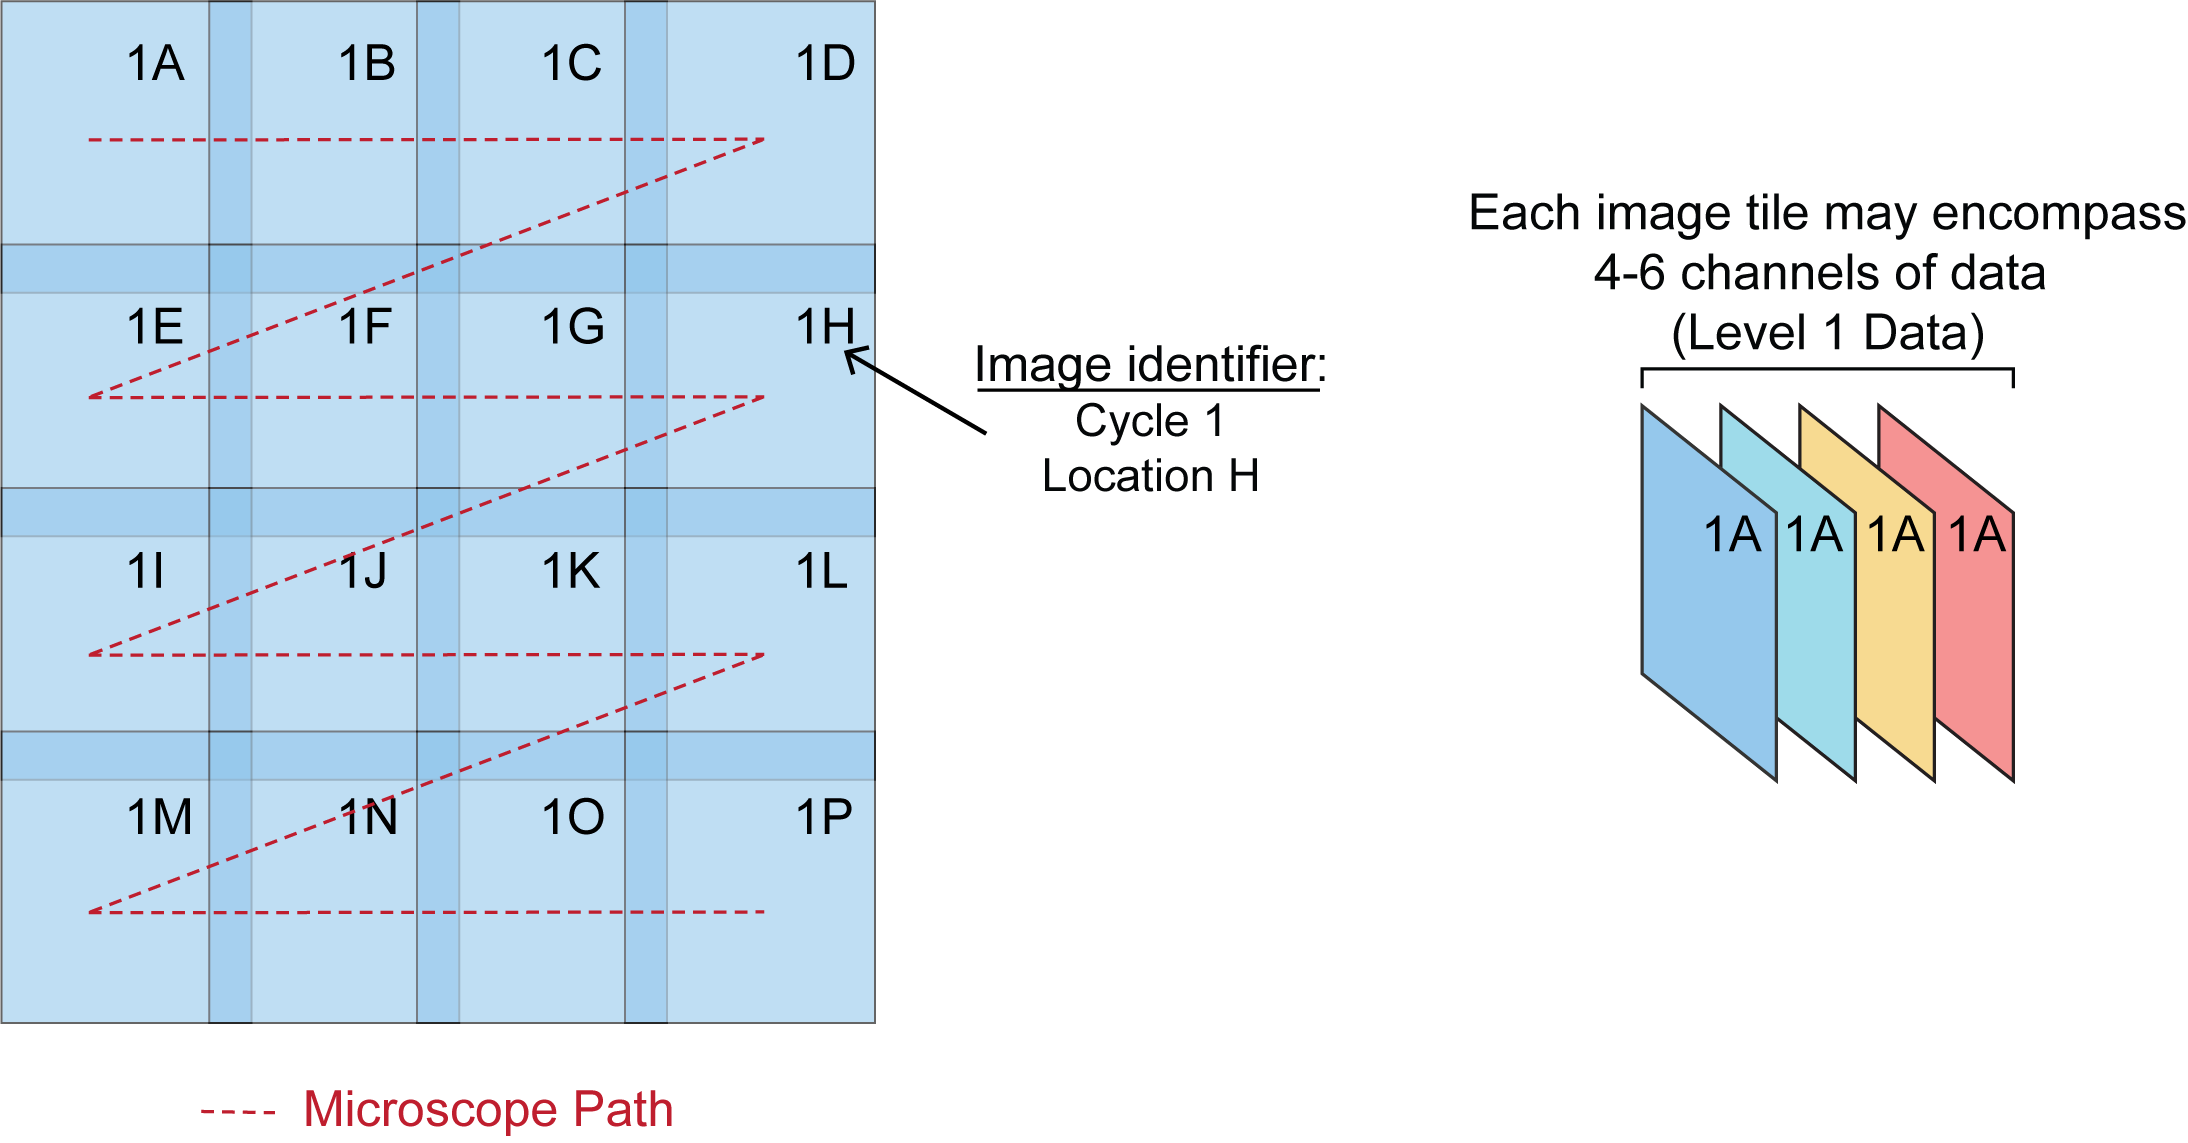 1A 1B 1C 1D
1E 1F 1G 1H
1I 1J 1K 1L
1M 1N 1O 1P
Microscope Path
Image identifier:
Cycle 1
Location H
Each image tile may encompass
4-6 channels of data
(Level 1 Data)
1A 1A 1A 1A